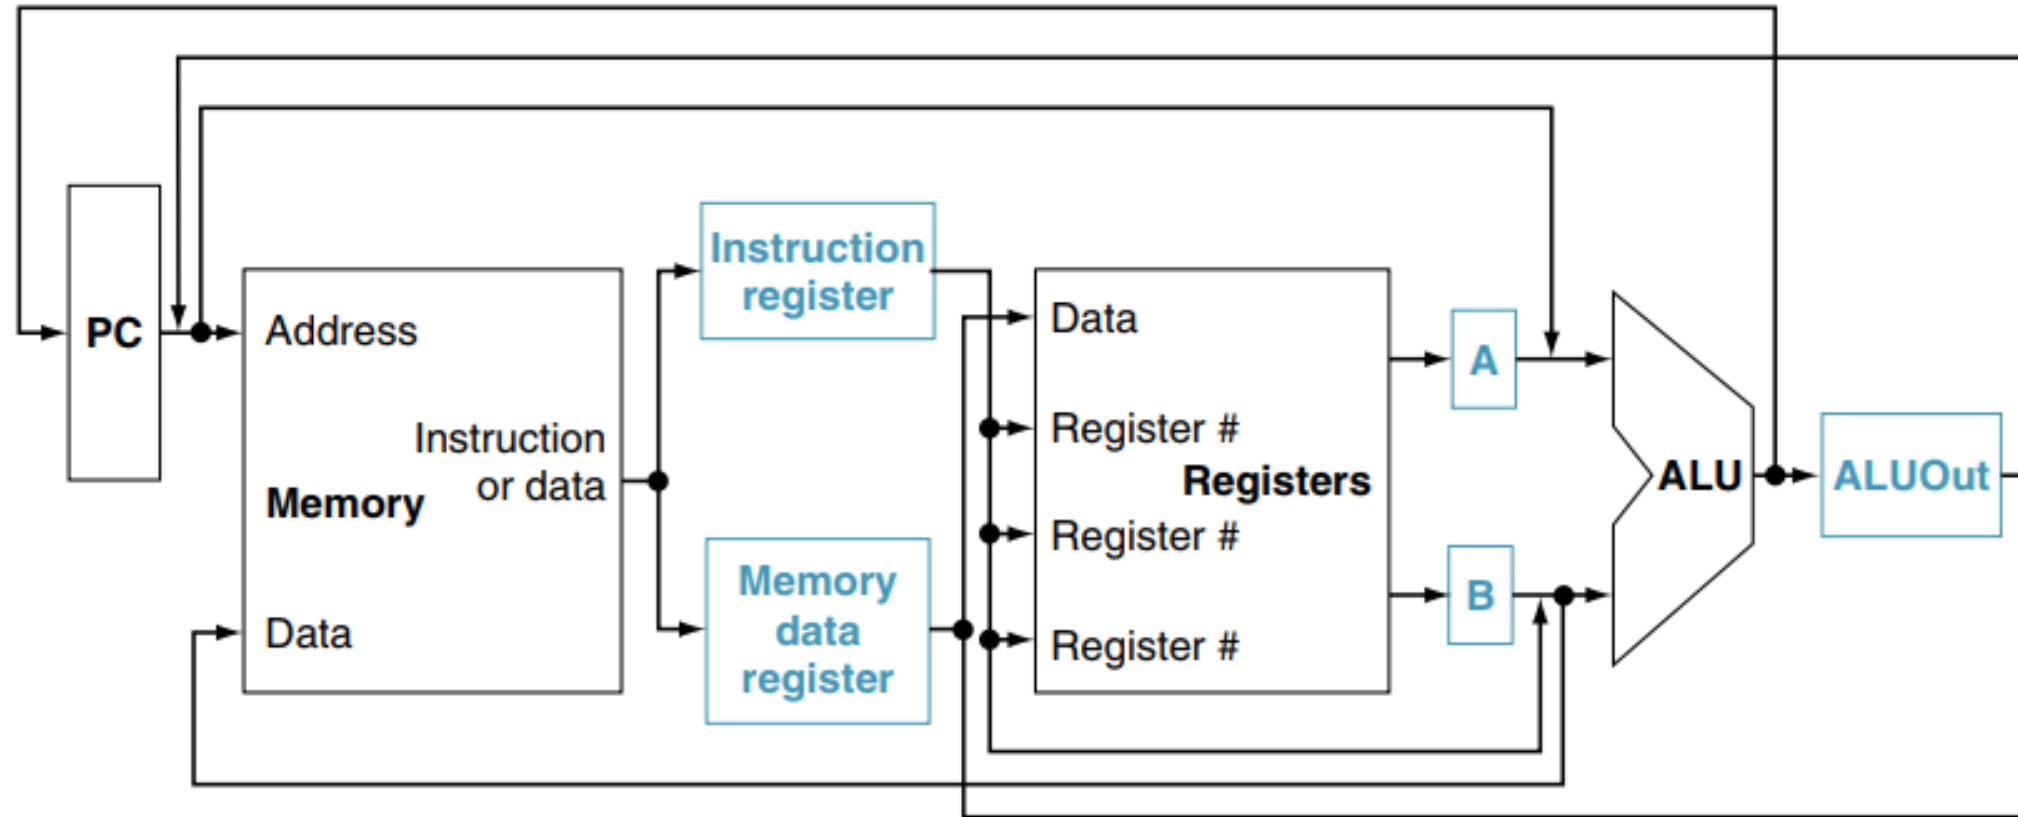 PC
Address
Instruction
or data
Memory
Data
Instruction
register
Memory
data
register
Data
Register #
Registers
Register #
Register #
A
B
ALU
ALUOut